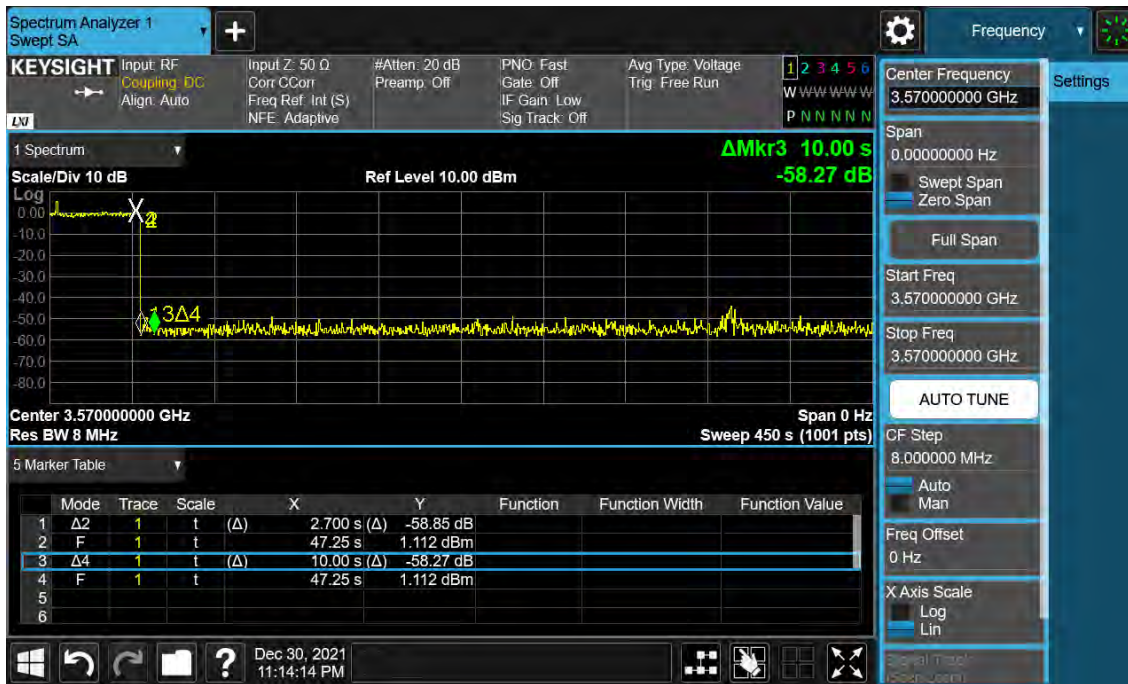 Spectrum Analyzer 1
Swept SA
Frequency
KEYSIGHT
Input: RF
Coupling: DC
Align: Auto
Input Z: 50 Ω
Corr CCorr
Freq Ref: Int (S)
NFE: Adaptive
#Atten: 20 dB
Preamp: Off
PNO: Fast
Gate: Off
IF Gain: Low
Sig Track: Off
Avg Type: Voltage
Trig: Free Run
1 2 3 4 5 6
W W W W W W
P N N N N N
LXI
1 Spectrum
ΔMkr3 10.00 s
-58.27 dB
Scale/Div 10 dB
Ref Level 10.00 dBm
Log
0.00
-10.0
-20.0
-30.0
-40.0
-50.0
-60.0
-70.0
-80.0
3Δ4
Center 3.570000000 GHz
Span 0 Hz
Res BW 8 MHz
Sweep 450 s (1001 pts)
5 Marker Table
Mode Trace Scale X Y Function Function Width Function Value
1 Δ2 1 t (Δ) 2.700 s (Δ) -58.85 dB
2 F 1 t 47.25 s 1.112 dBm
3 Δ4 1 t (Δ) 10.00 s (Δ) -58.27 dB
4 F 1 t 47.25 s 1.112 dBm
5
6
?
Dec 30, 2021
11:14:14 PM
Center Frequency
3.570000000 GHz
Settings
Span
0.00000000 Hz
Swept Span
Zero Span
Full Span
Start Freq
3.570000000 GHz
Stop Freq
3.570000000 GHz
AUTO TUNE
CF Step
8.000000 MHz
Auto
Man
Freq Offset
0 Hz
X Axis Scale
Log
Lin